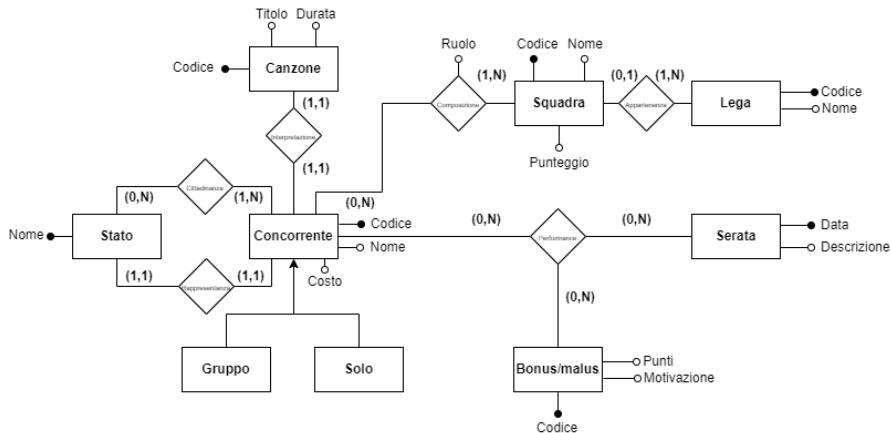 Titolo Durata
Codice
Canzone
(1,1)
Interpretazione
(1,1)
Ruolo
Composizione
(1,N)
(0,N)
Codice Nome
Squadra
Punteggio
(0,1) (1,N)
Appartenenza
Lega
Codice
Nome
Cittadinanza
(0,N) (1,N)
Nome
Stato
(1,1) (1,1)
Rappresentanza
Concorrente
Codice
Nome
Costo
(0,N)
Performance
(0,N)
Serata
Data
Descrizione
(0,N)
Gruppo
Solo
Bonus/malus
Punti
Motivazione
Codice